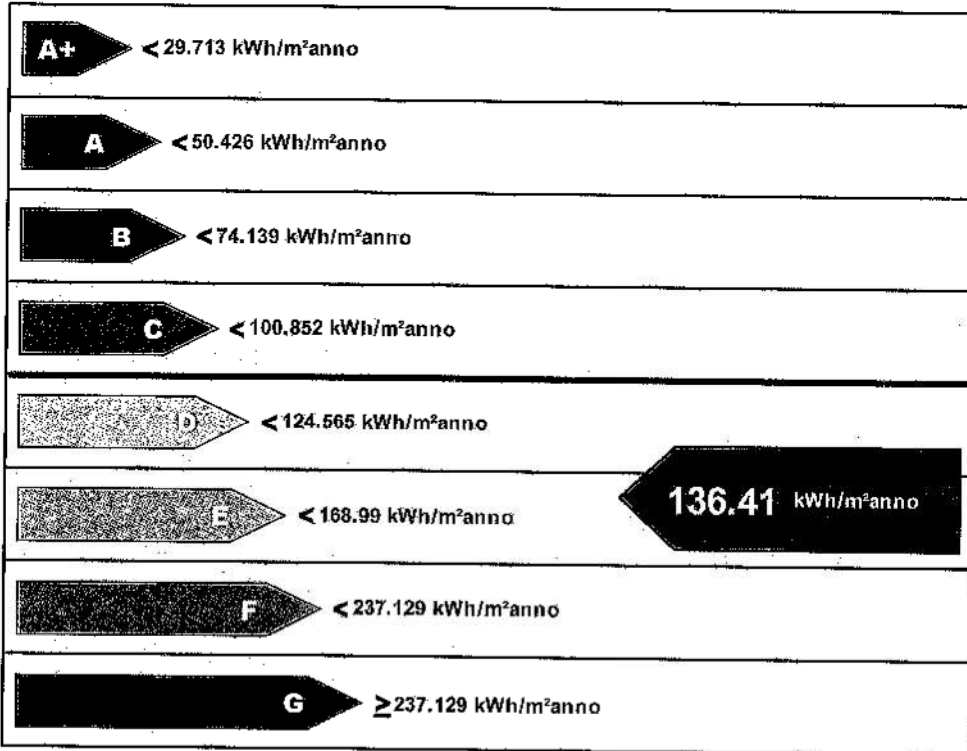 A+ < 29.713 kWh/m²anno
A < 50.426 kWh/m²anno
B < 74.139 kWh/m²anno
C < 100.852 kWh/m²anno
D < 124.565 kWh/m²anno
E < 168.99 kWh/m²anno
136.41 kWh/m²anno
F < 237.129 kWh/m²anno
G ≥ 237.129 kWh/m²anno